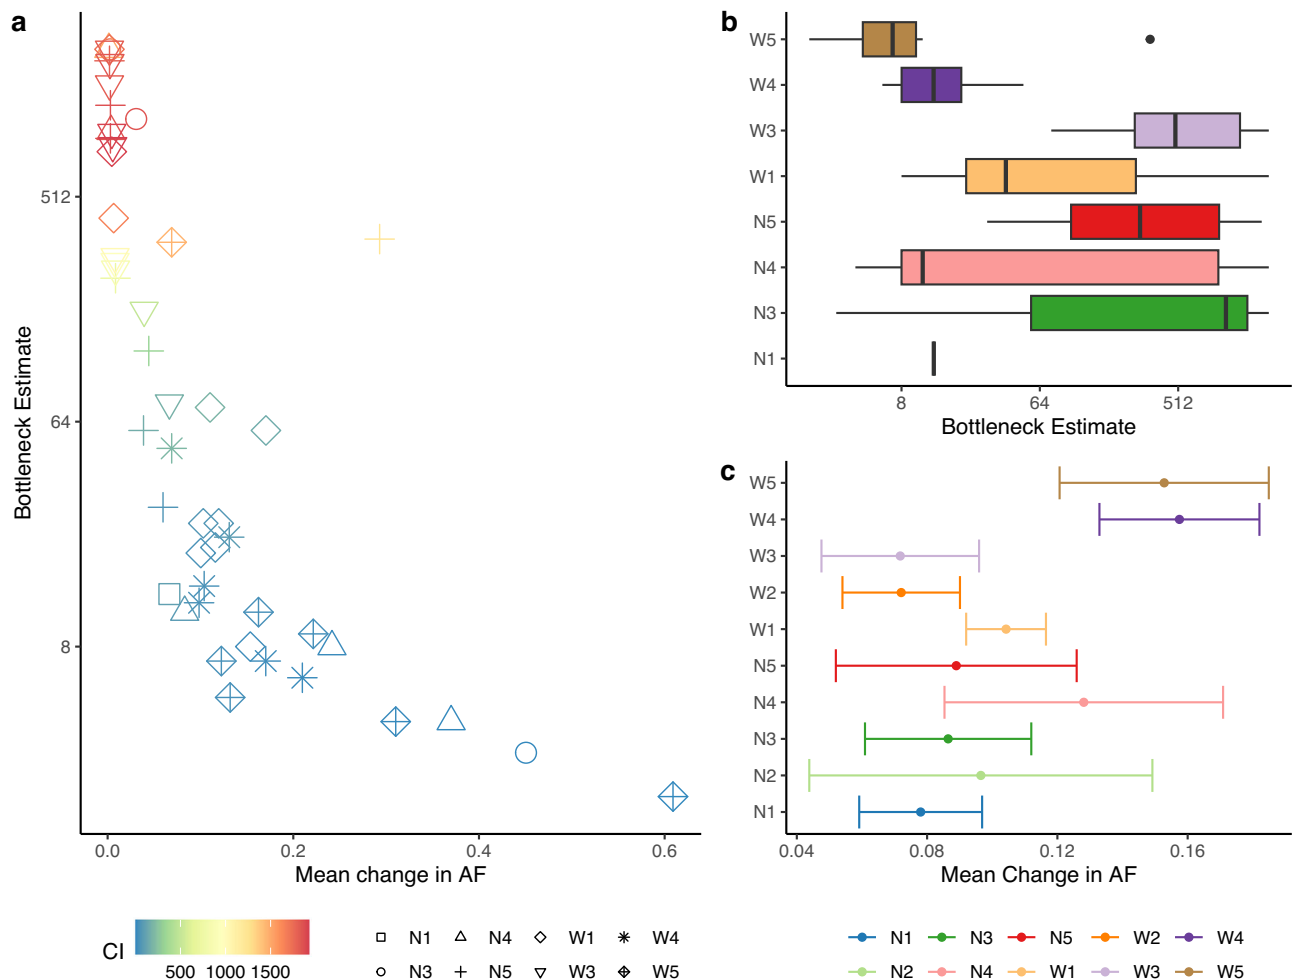 a
Bottleneck Estimate
512
64
8
0.0 0.2 0.4 0.6
Mean change in AF
CI
500 1000 1500
N1 N4 W1 W4
N3 N5 W3 W5
b
W5
W4
W3
W1
N5
N4
N3
N1
8 64 512
Bottleneck Estimate
c
W5
W4
W3
W2
W1
N5
N4
N3
N2
N1
0.04 0.08 0.12 0.16
Mean Change in AF
N1 N3 N5 W2 W4
N2 N4 W1 W3 W5